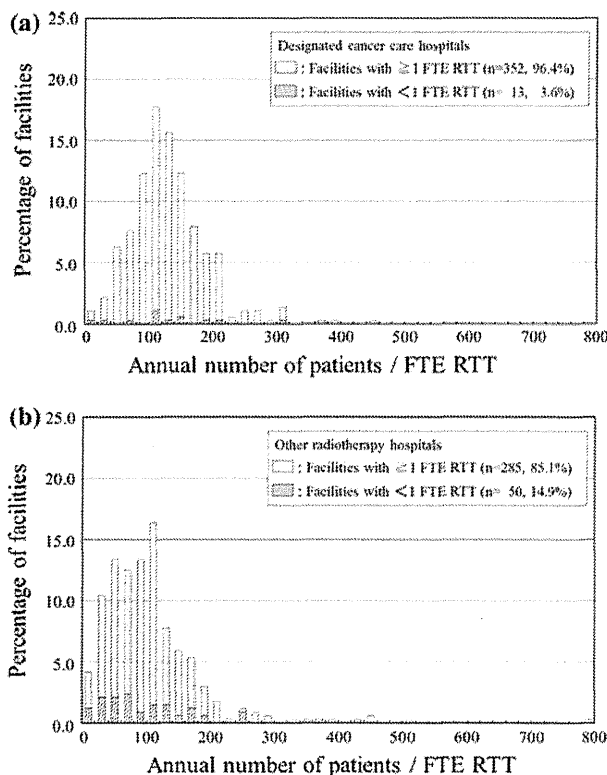 (a)
25.0
20.0
15.0
10.0
5.0
0.0
Percentage of facilities
Designated cancer care hospitals
: Facilities with ≧ 1 FTE RTT (n=352, 96.4%)
: Facilities with < 1 FTE RTT (n= 13, 3.6%)
0 100 200 300 400 500 600 700 800
Annual number of patients / FTE RTT
(b)
25.0
20.0
15.0
10.0
5.0
0.0
Percentage of facilities
Other radiotherapy hospitals
: Facilities with ≧ 1 FTE RTT (n=285, 85.1%)
: Facilities with < 1 FTE RTT (n= 50, 14.9%)
0 100 200 300 400 500 600 700 800
Annual number of patients / FTE RTT